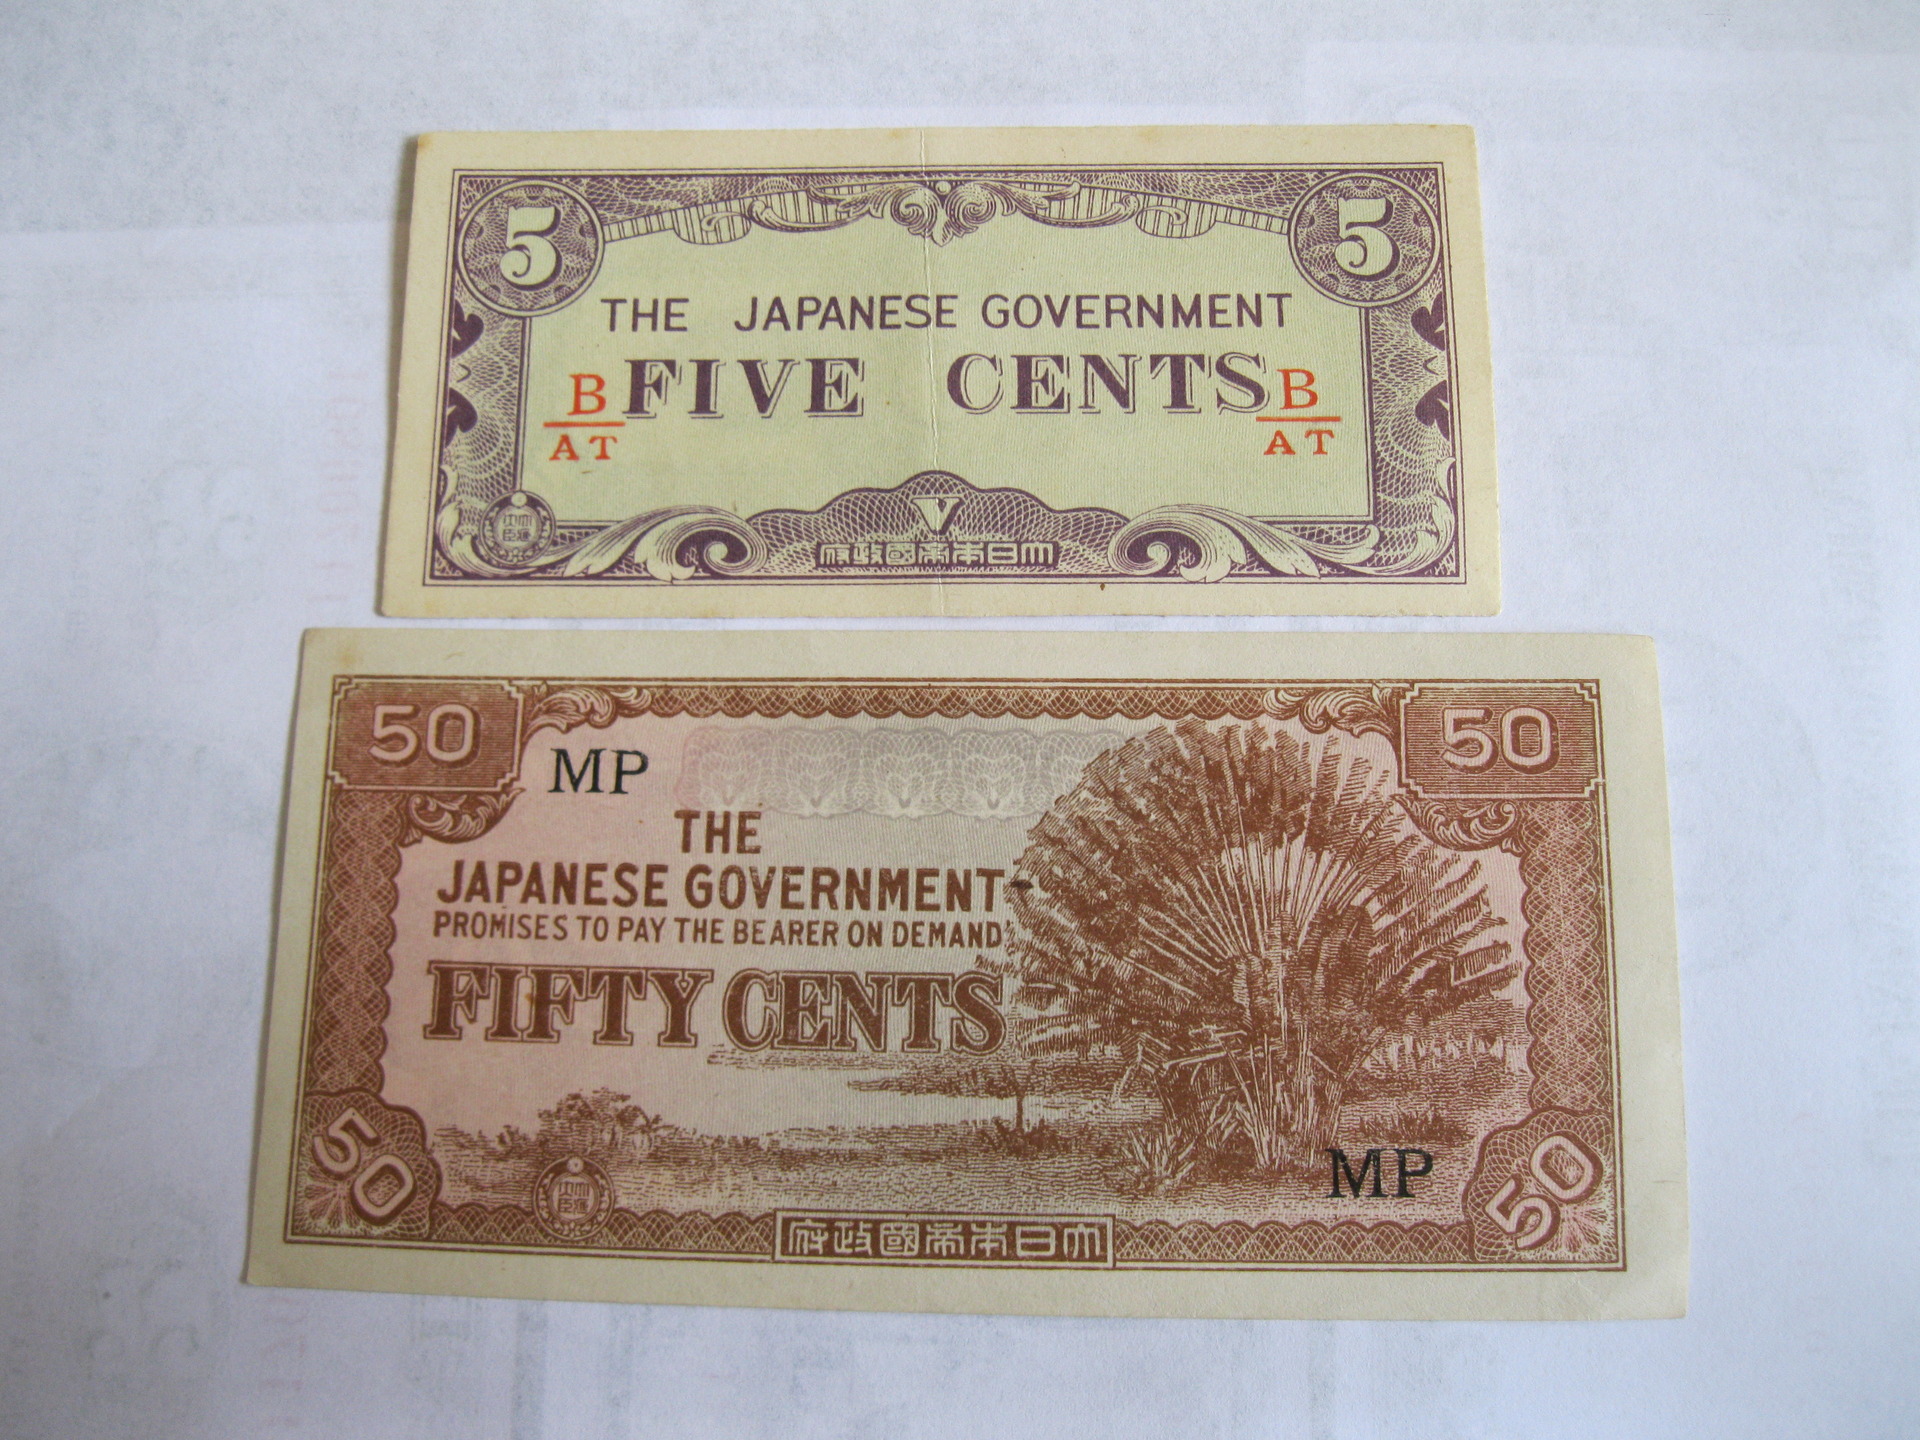 5 5
THE JAPANESE GOVERNMENT
B FIVE CENTS B
AT AT
V
府政國帝本日大
50 50
MP
THE
JAPANESE GOVERNMENT
PROMISES TO PAY THE BEARER ON DEMAND
FIFTY CENTS
MP
50 50
府政國帝本日大